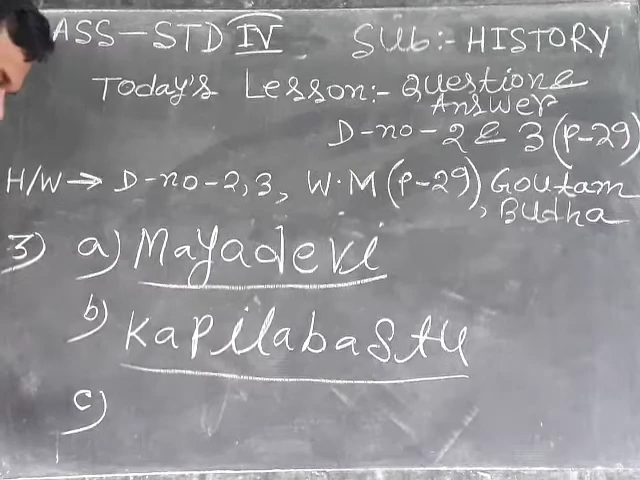 ASS-STD IV Sub:- HISTORY
Today's Lesson:- Question &
Answer
D-no-2 & 3 (P-29)
H/W → D-no-2,3, W.M (P-29) Goutam
, Budha
3) a) Mayadevi
b) Kapilabastu
c)